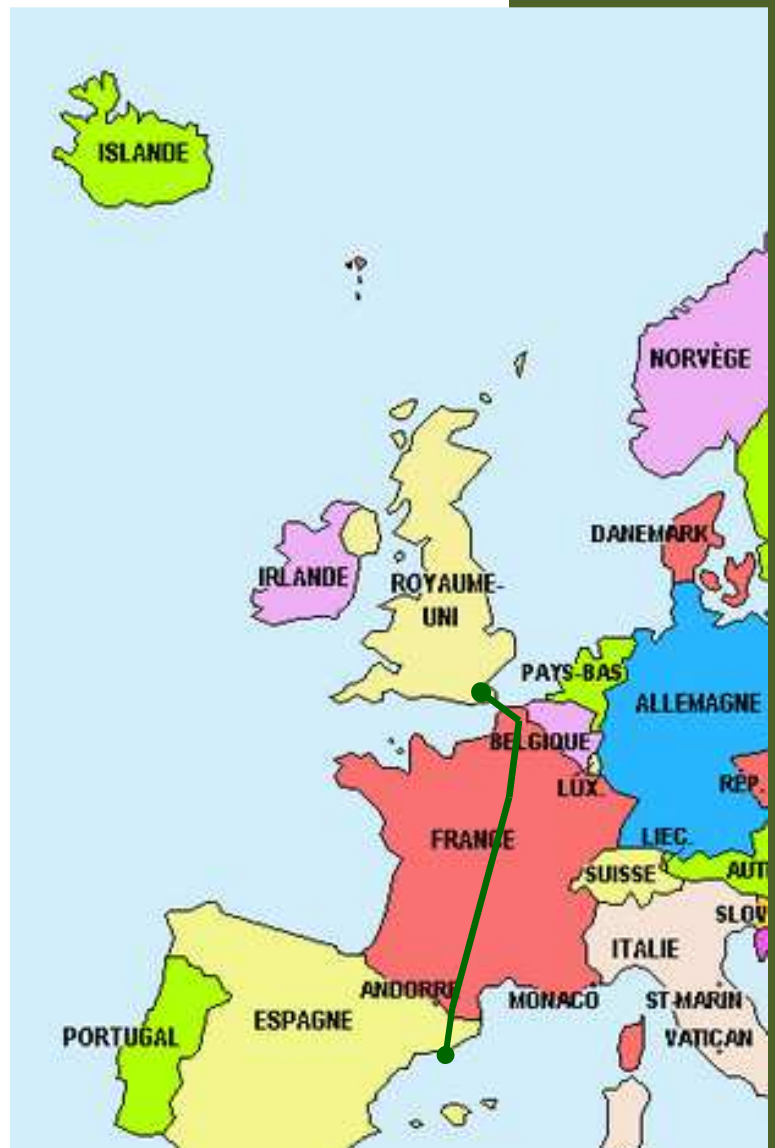 ISLANDE
NORVÈGE
DANEMARK
IRLANDE
ROYAUME-
UNI
PAYS-BAS
ALLEMAGNE
BELGIQUE
LUX.
RÉP.
FRANCE
LIEC.
SUISSE
AUT
SLOV
ITALIE
ANDORRE
MONACO
ST-MARIN
ESPAGNE
PORTUGAL
VATICAN